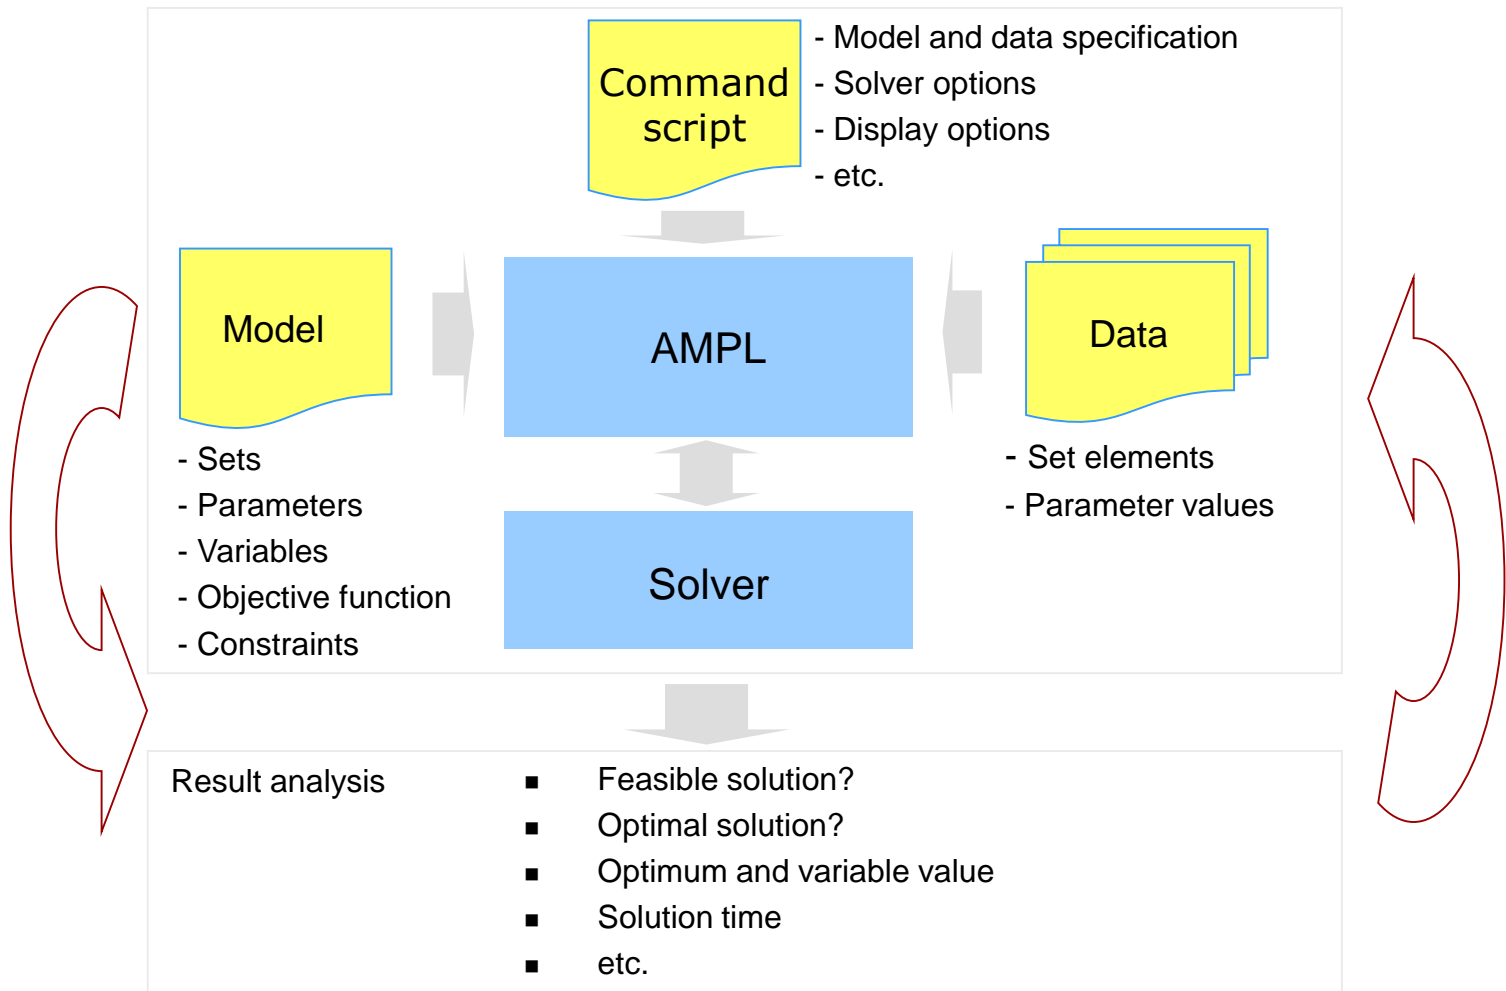 Command
script
- Model and data specification
- Solver options
- Display options
- etc.
Model
AMPL
Data
- Sets
- Parameters
- Variables
- Objective function
- Constraints
- Set elements
- Parameter values
Solver
Result analysis
■ Feasible solution?
■ Optimal solution?
■ Optimum and variable value
■ Solution time
■ etc.